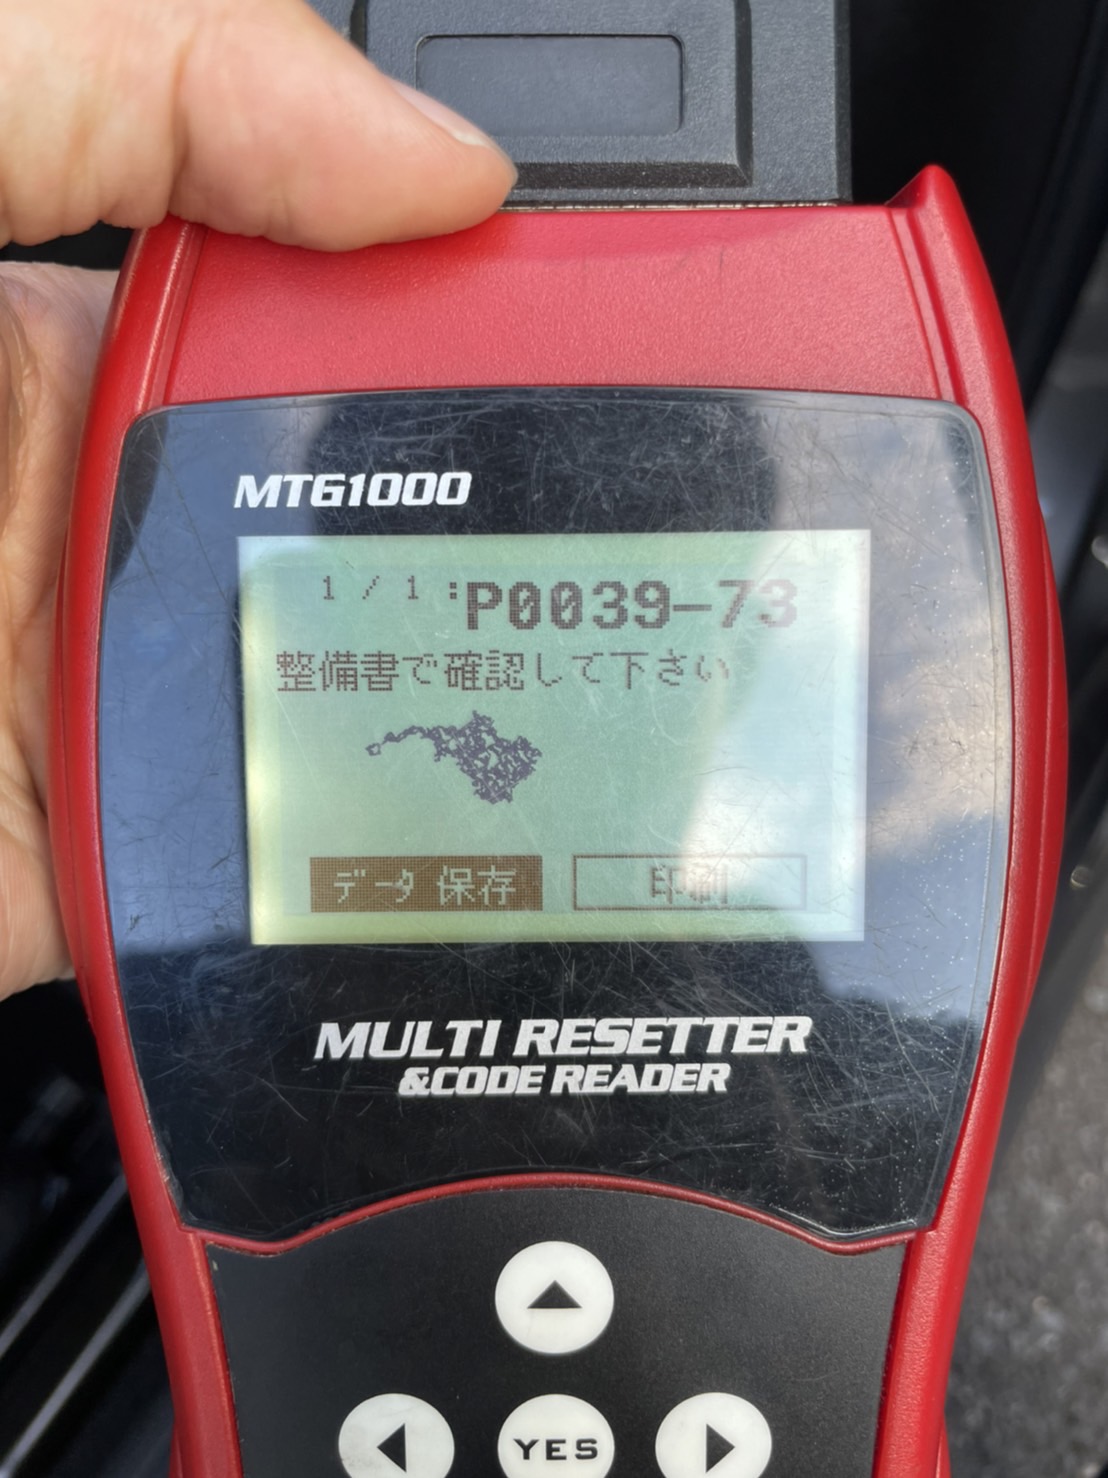 MTG1000
1 / 1 :P0039-73
整備書で確認して下さい
データ 保存 印刷
MULTI RESETTER
&CODE READER
YES